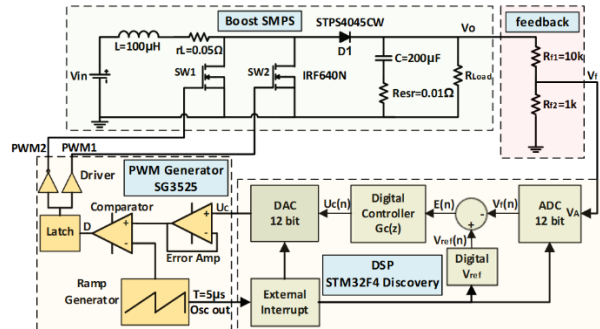 Boost SMPS
STPS4045CW
Vo
feedback
L=100µH
rL=0.05Ω
D1
C=200µF
Rf1=10k
SW1
SW2
IRF640N
RLoad
Vin
Vf
Resr=0.01Ω
Rf2=1k
PWM2
PWM1
PWM Generator
SG3525
Driver
Comparator
Uc
DAC
12 bit
Uc(n)
Digital
Controller
Gc(z)
E(n)
-
+
Vf(n)
ADC
12 bit
VA
Latch
D
+
-
+
-
Error Amp
Vref(n)
Digital
Vref
DSP
STM32F4 Discovery
Ramp
Generator
T=5µs
Osc out
External
Interrupt